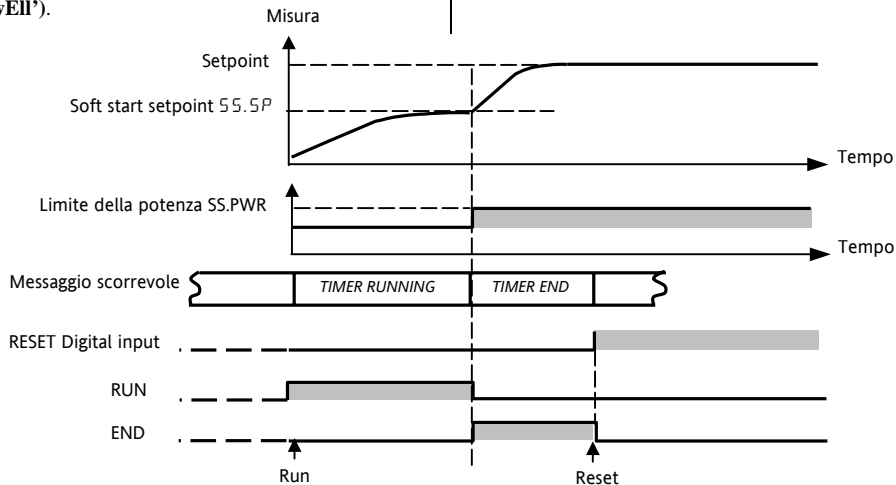 vEll’).
Misura
Setpoint
Soft start setpoint SS.SP
Tempo
Limite della potenza SS.PWR
Tempo
Messaggio scorrevole TIMER RUNNING TIMER END
RESET Digital input
RUN
END
Run Reset